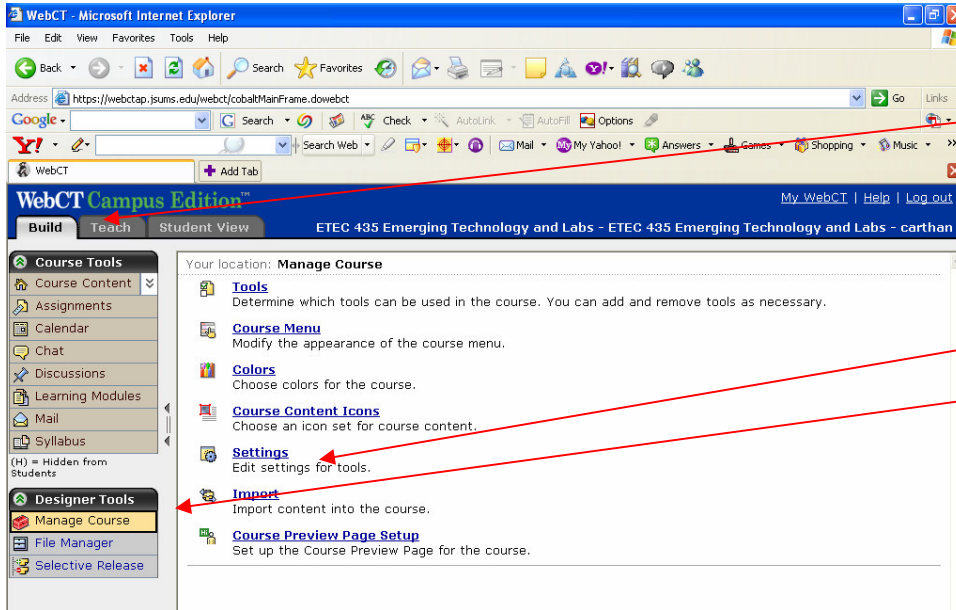 WebCT - Microsoft Internet Explorer
File Edit View Favorites Tools Help
Back Search Favorites
Address https://webctap.jsums.edu/webct/cobaltMainFrame.dowebct Go Links
Google Search Check AutoLink AutoFill Options
Y! Search Web Mail My Yahoo! Answers Games Shopping Music
WebCT Add Tab
WebCT Campus Edition™
My WebCT | Help | Log out
Build Teach Student View ETEC 435 Emerging Technology and Labs - ETEC 435 Emerging Technology and Labs - carthan
Course Tools
Course Content
Assignments
Calendar
Chat
Discussions
Learning Modules
Mail
Syllabus
(H) = Hidden from
Students
Designer Tools
Manage Course
File Manager
Selective Release
Your location: Manage Course
Tools
Determine which tools can be used in the course. You can add and remove tools as necessary.
Course Menu
Modify the appearance of the course menu.
Colors
Choose colors for the course.
Course Content Icons
Choose an icon set for course content.
Settings
Edit settings for tools.
Import
Import content into the course.
Course Preview Page Setup
Set up the Course Preview Page for the course.